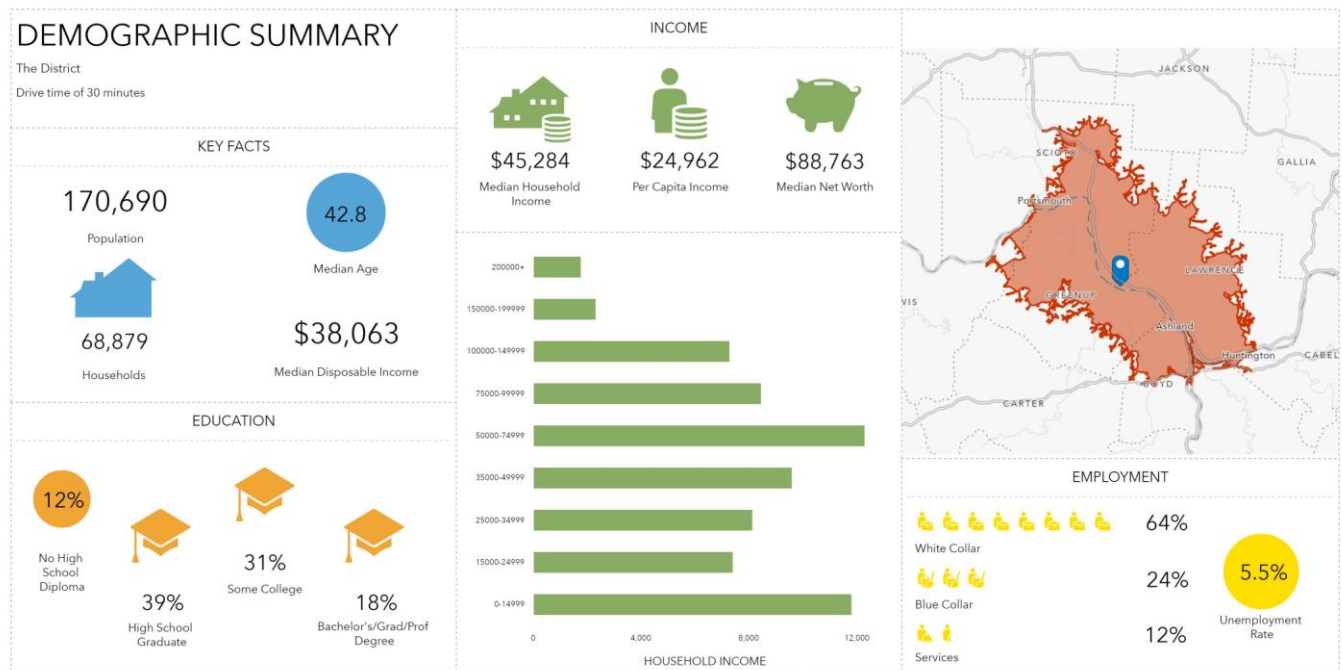 DEMOGRAPHIC SUMMARY
The District
Drive time of 30 minutes
KEY FACTS
170,690
Population
42.8
Median Age
68,879
Households
$38,063
Median Disposable Income
EDUCATION
12%
No High
School
Diploma
39%
High School
Graduate
31%
Some College
18%
Bachelor's/Grad/Prof
Degree
INCOME
$45,284
Median Household
Income
$24,962
Per Capita Income
$88,763
Median Net Worth
200000+
150000-199999
100000-149999
75000-99999
50000-74999
35000-49999
25000-34999
15000-24999
0-14999
0
4,000
8,000
12,000
HOUSEHOLD INCOME
JACKSON
SCIOTO
GALLIA
Portsmouth
LAWRENCE
GREENUP
WIS
Ashland
Huntington
CABEL
BOYD
CARTER
EMPLOYMENT
64%
White Collar
24%
Blue Collar
12%
Services
5.5%
Unemployment
Rate